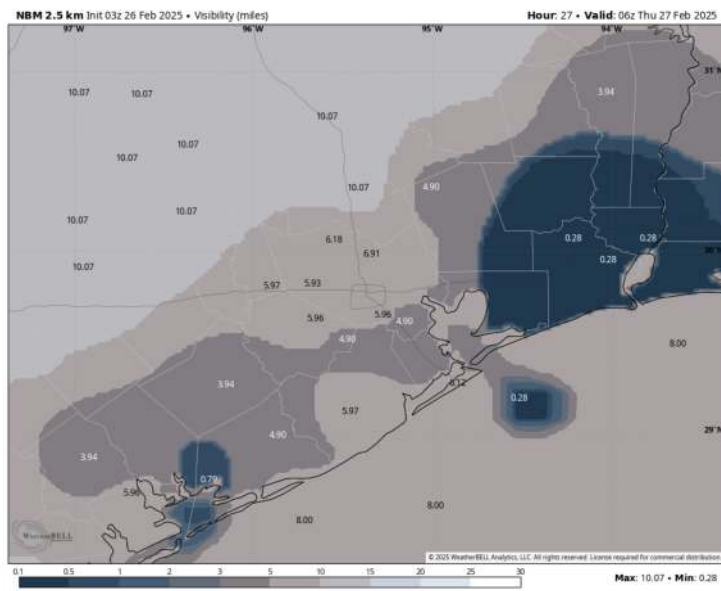 NBM 2.5 km Init 03z 26 Feb 2025 • Visibility (miles)
Hour: 27 • Valid: 06z Thu 27 Feb 2025
97°W 96°W 95°W 94°W
31°N
3.94
10.07 10.07
10.07
10.07
10.07
10.07 4.90
10.07
10.07
6.18 0.28 0.28
6.91
30°N
0.28
10.07
5.97 5.93
5.96 5.96 4.90
4.90
8.00
3.94
6.12
0.28
5.97
4.90
29°N
3.94
0.79
5.96
8.00
8.00
WEATHERBELL
© 2025 WeatherBELL Analytics, LLC. All rights reserved. License required for commercial distribution.
0.1 0.5 1 2 3 5 10 15 20 25 30
Max: 10.07 • Min: 0.28